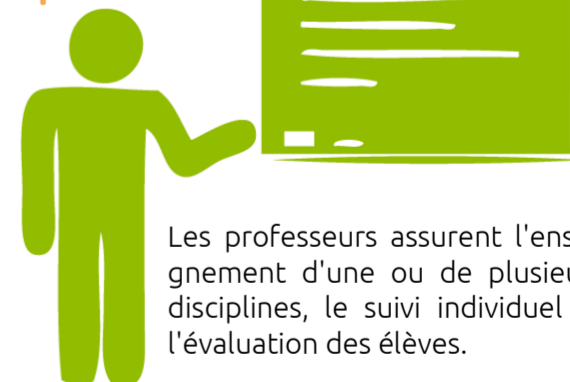 Les professeurs assurent l'ens
gnement d'une ou de plusieu
disciplines, le suivi individuel
l'évaluation des élèves.